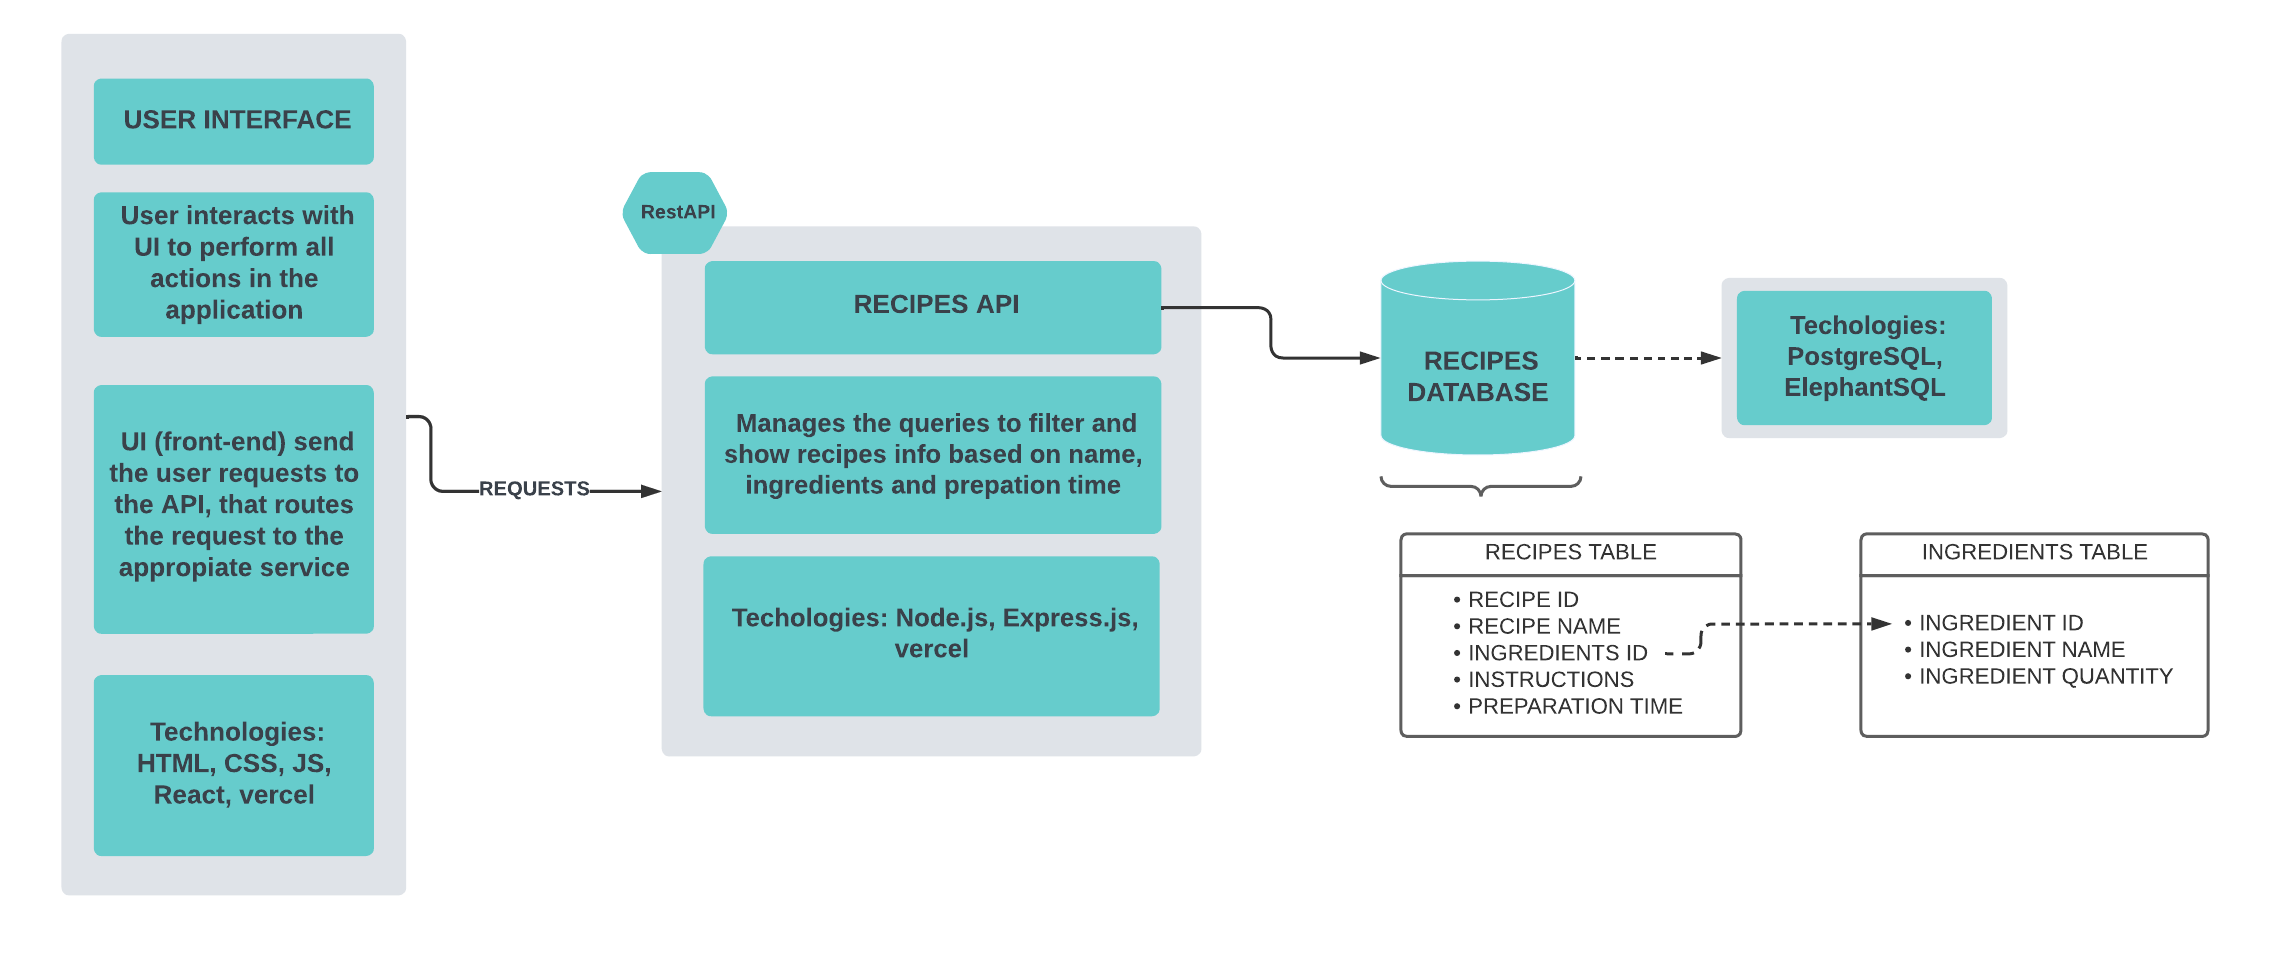 USER INTERFACE
User interacts with
UI to perform all
actions in the
application
UI (front-end) send
the user requests to
the API, that routes
the request to the
appropiate service
Technologies:
HTML, CSS, JS,
React, vercel
REQUESTS
RestAPI
RECIPES API
Manages the queries to filter and
show recipes info based on name,
ingredients and prepation time
Techologies: Node.js, Express.js,
vercel
RECIPES
DATABASE
Techologies:
PostgreSQL,
ElephantSQL
RECIPES TABLE
• RECIPE ID
• RECIPE NAME
• INGREDIENTS ID
• INSTRUCTIONS
• PREPARATION TIME
INGREDIENTS TABLE
• INGREDIENT ID
• INGREDIENT NAME
• INGREDIENT QUANTITY